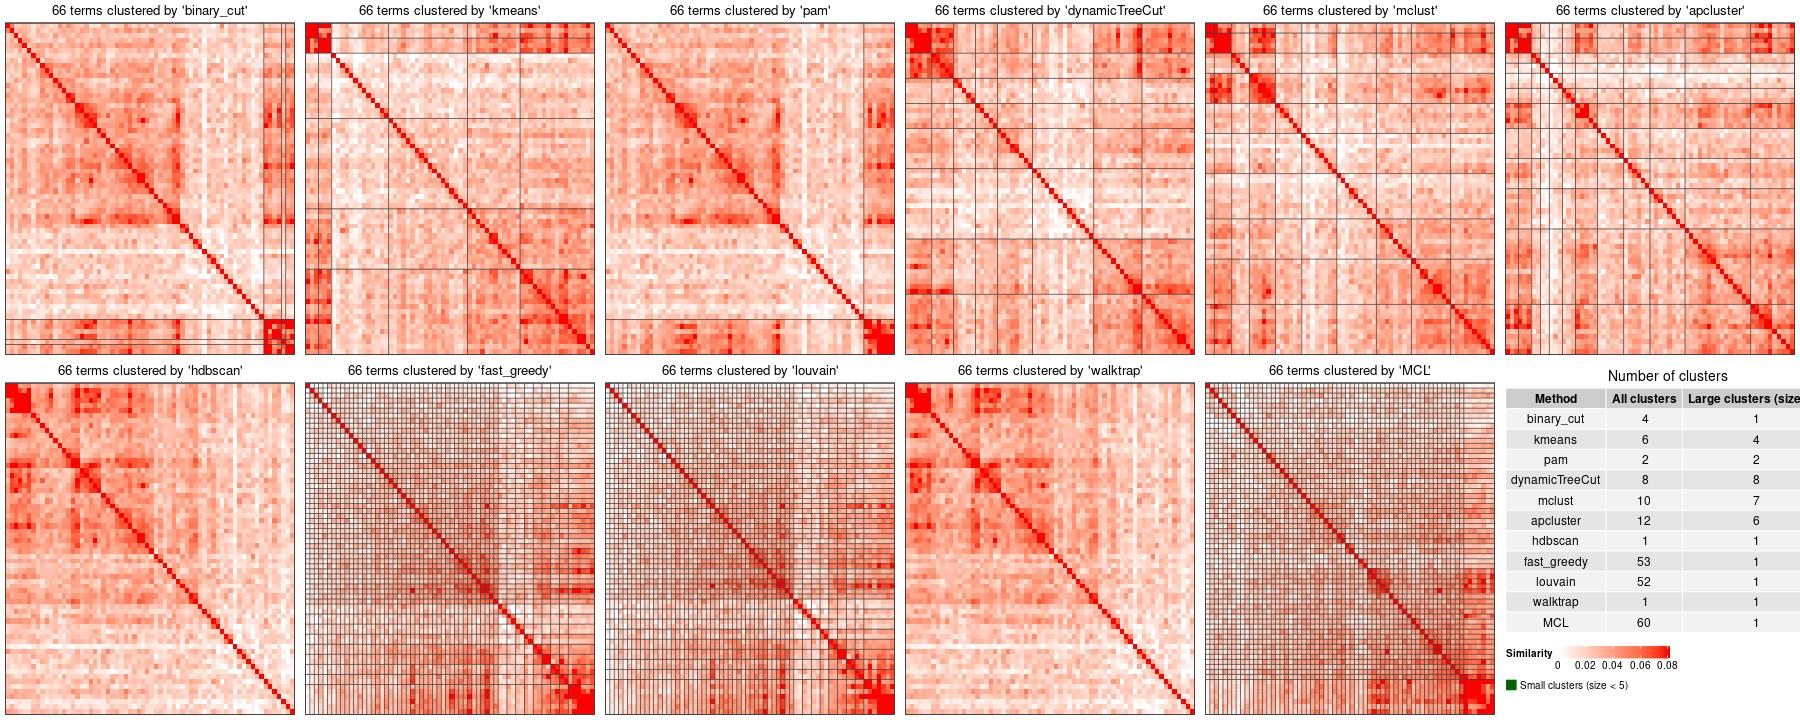 66 terms clustered by 'binary_cut'
66 terms clustered by 'kmeans'
66 terms clustered by 'pam'
66 terms clustered by 'dynamicTreeCut'
66 terms clustered by 'mclust'
66 terms clustered by 'apcluster'
66 terms clustered by 'hdbscan'
66 terms clustered by 'fast_greedy'
66 terms clustered by 'louvain'
66 terms clustered by 'walktrap'
66 terms clustered by 'MCL'
Number of clusters
Method All clusters Large clusters (size
binary_cut 4 1
kmeans 6 4
pam 2 2
dynamicTreeCut 8 8
mclust 10 7
apcluster 12 6
hdbscan 1 1
fast_greedy 53 1
louvain 52 1
walktrap 1 1
MCL 60 1
Similarity
0 0.02 0.04 0.06 0.08
Small clusters (size < 5)